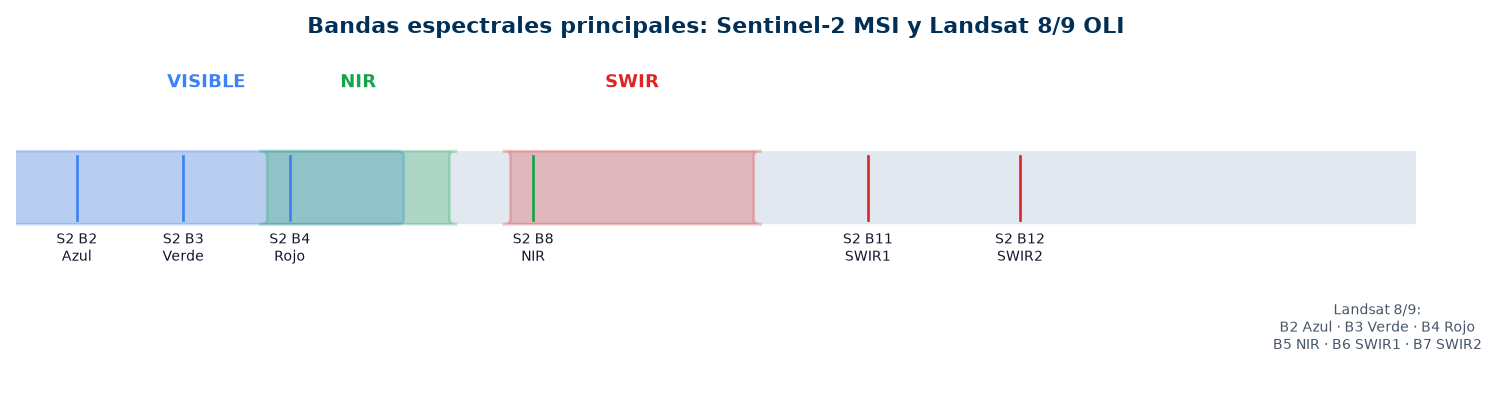 Bandas espectrales principales: Sentinel-2 MSI y Landsat 8/9 OLI
VISIBLE
NIR
SWIR
S2 B2
Azul
S2 B3
Verde
S2 B4
Rojo
S2 B8
NIR
S2 B11
SWIR1
S2 B12
SWIR2
Landsat 8/9:
B2 Azul · B3 Verde · B4 Rojo
B5 NIR · B6 SWIR1 · B7 SWIR2